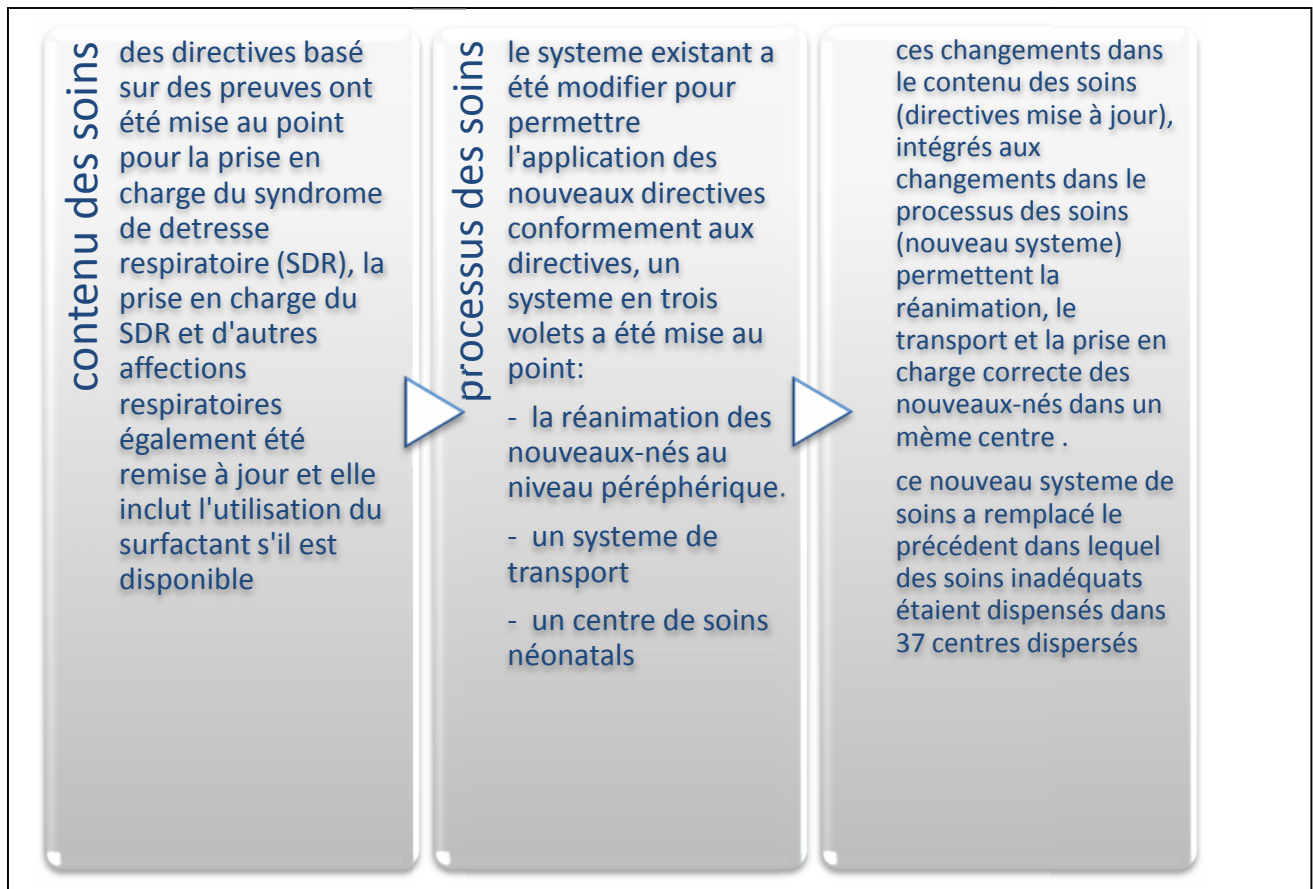 contenu des soins
des directives basé
sur des preuves ont
été mise au point
pour la prise en
charge du syndrome
de detresse
respiratoire (SDR), la
prise en charge du
SDR et d'autres
affections
respiratoires
également été
remise à jour et elle
inclut l'utilisation du
surfactant s'il est
disponible
processus des soins
le systeme existant a
été modifier pour
permettre
l'application des
nouveaux directives
conformement aux
directives, un
systeme en trois
volets a été mise au
point:
- la réanimation des
nouveaux-nés au
niveau péréphérique.
- un systeme de
transport
- un centre de soins
néonatals
ces changements dans
le contenu des soins
(directives mise à jour),
intégrés aux
changements dans le
processus des soins
(nouveau systeme)
permettent la
réanimation, le
transport et la prise en
charge correcte des
nouveaux-nés dans un
mème centre .
ce nouveau systeme de
soins a remplacé le
précédent dans lequel
des soins inadéquats
étaient dispensés dans
37 centres dispersés